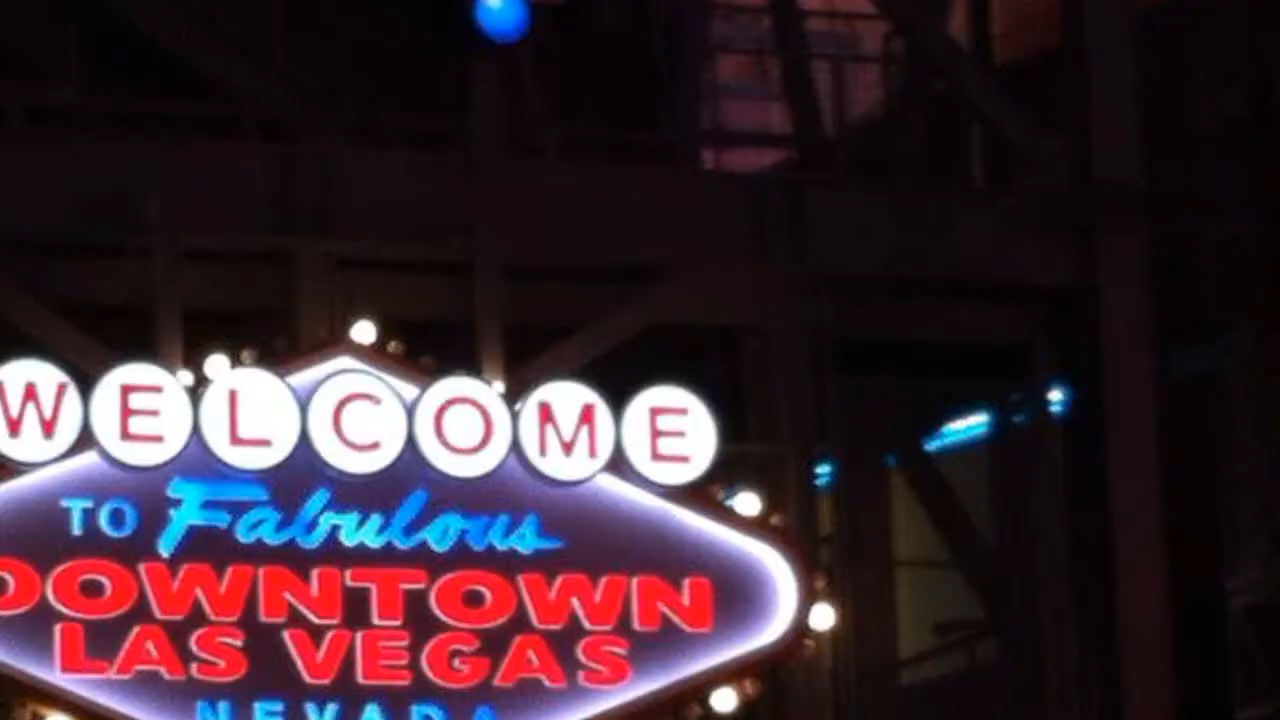 WELCOME
TO Fabulous
DOWNTOWN
LAS VEGAS
NEVADA